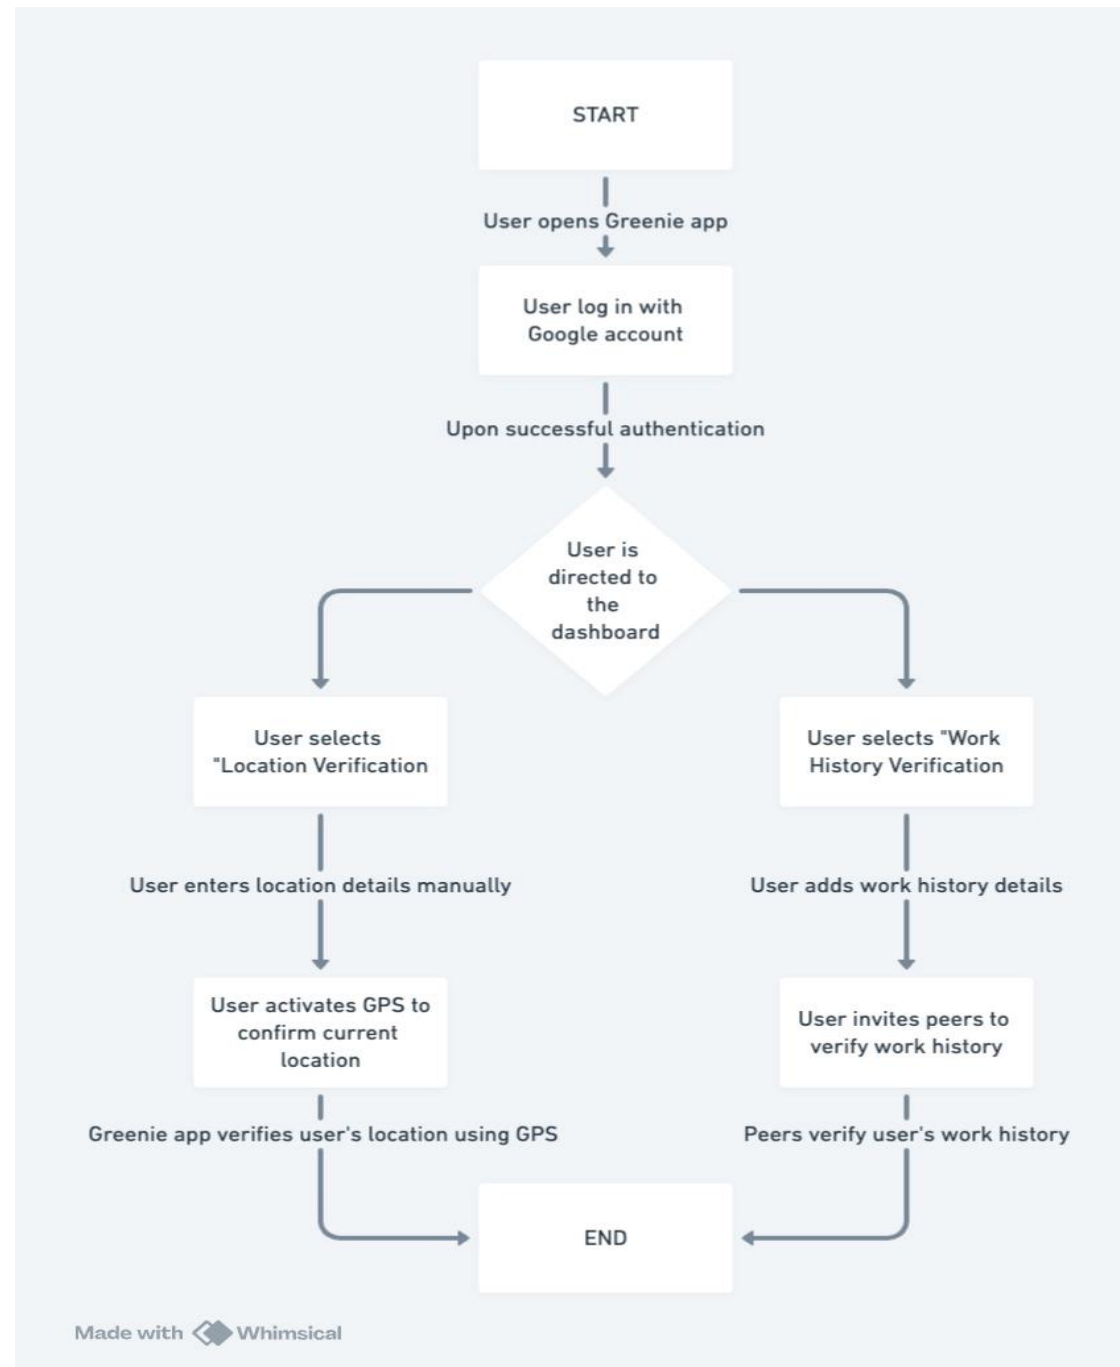 START
User opens Greenie app
User log in with
Google account
Upon successful authentication
User is
directed to
the
dashboard
User selects
"Location Verification
User selects "Work
History Verification
User enters location details manually
User adds work history details
User activates GPS to
confirm current
location
User invites peers to
verify work history
Greenie app verifies user's location using GPS
Peers verify user's work history
END
Made with Whimsical